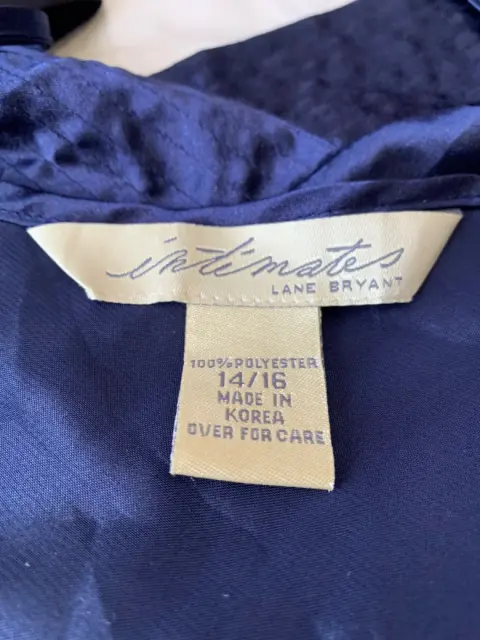 intimates
LANE BRYANT
100% POLYESTER
14/16
MADE IN
KOREA
OVER FOR CARE